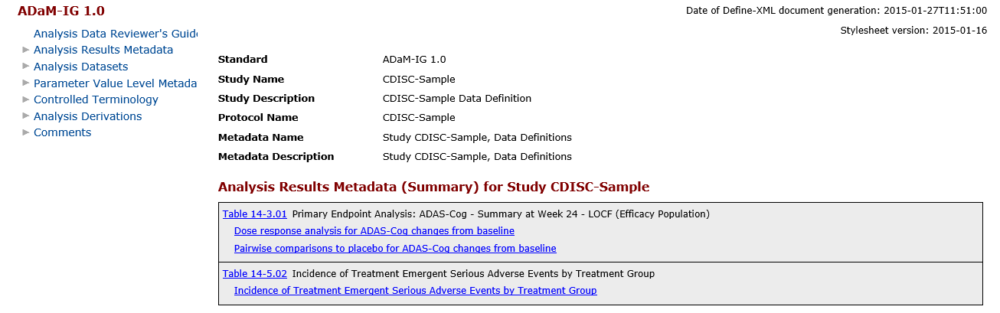 ADaM-IG 1.0
Analysis Data Reviewer's Guide
Analysis Results Metadata
Analysis Datasets
Parameter Value Level Metada
Controlled Terminology
Analysis Derivations
Comments
Date of Define-XML document generation: 2015-01-27T11:51:00
Stylesheet version: 2015-01-16
Standard ADaM-IG 1.0
Study Name CDISC-Sample
Study Description CDISC-Sample Data Definition
Protocol Name CDISC-Sample
Metadata Name Study CDISC-Sample, Data Definitions
Metadata Description Study CDISC-Sample, Data Definitions
Analysis Results Metadata (Summary) for Study CDISC-Sample
Table 14-3.01 Primary Endpoint Analysis: ADAS-Cog - Summary at Week 24 - LOCF (Efficacy Population)
Dose response analysis for ADAS-Cog changes from baseline
Pairwise comparisons to placebo for ADAS-Cog changes from baseline
Table 14-5.02 Incidence of Treatment Emergent Serious Adverse Events by Treatment Group
Incidence of Treatment Emergent Serious Adverse Events by Treatment Group